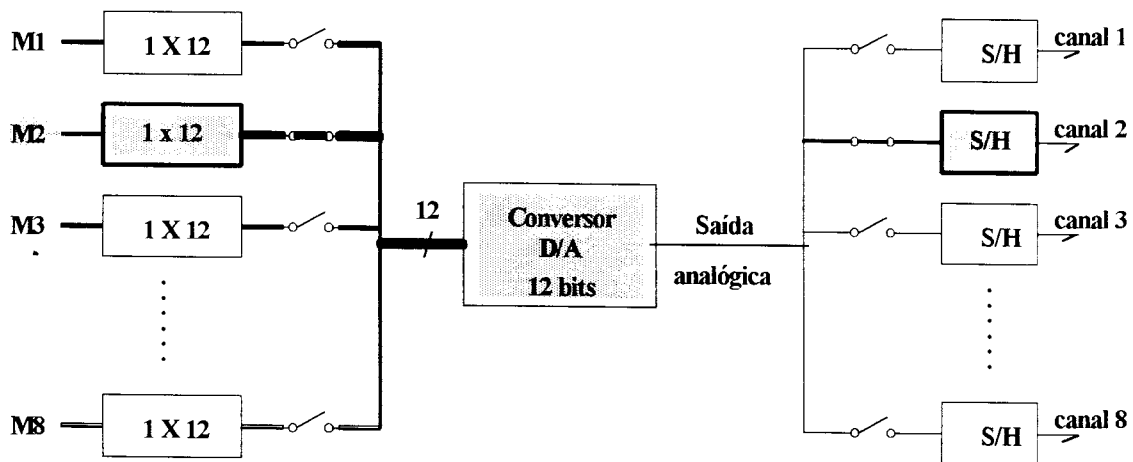 M1 1 X 12 S/H canal 1
M2 1 x 12 S/H canal 2
M3 1 X 12 S/H canal 3
12
Conversor
D/A
12 bits
Saída
analógica
M8 1 X 12 S/H canal 8